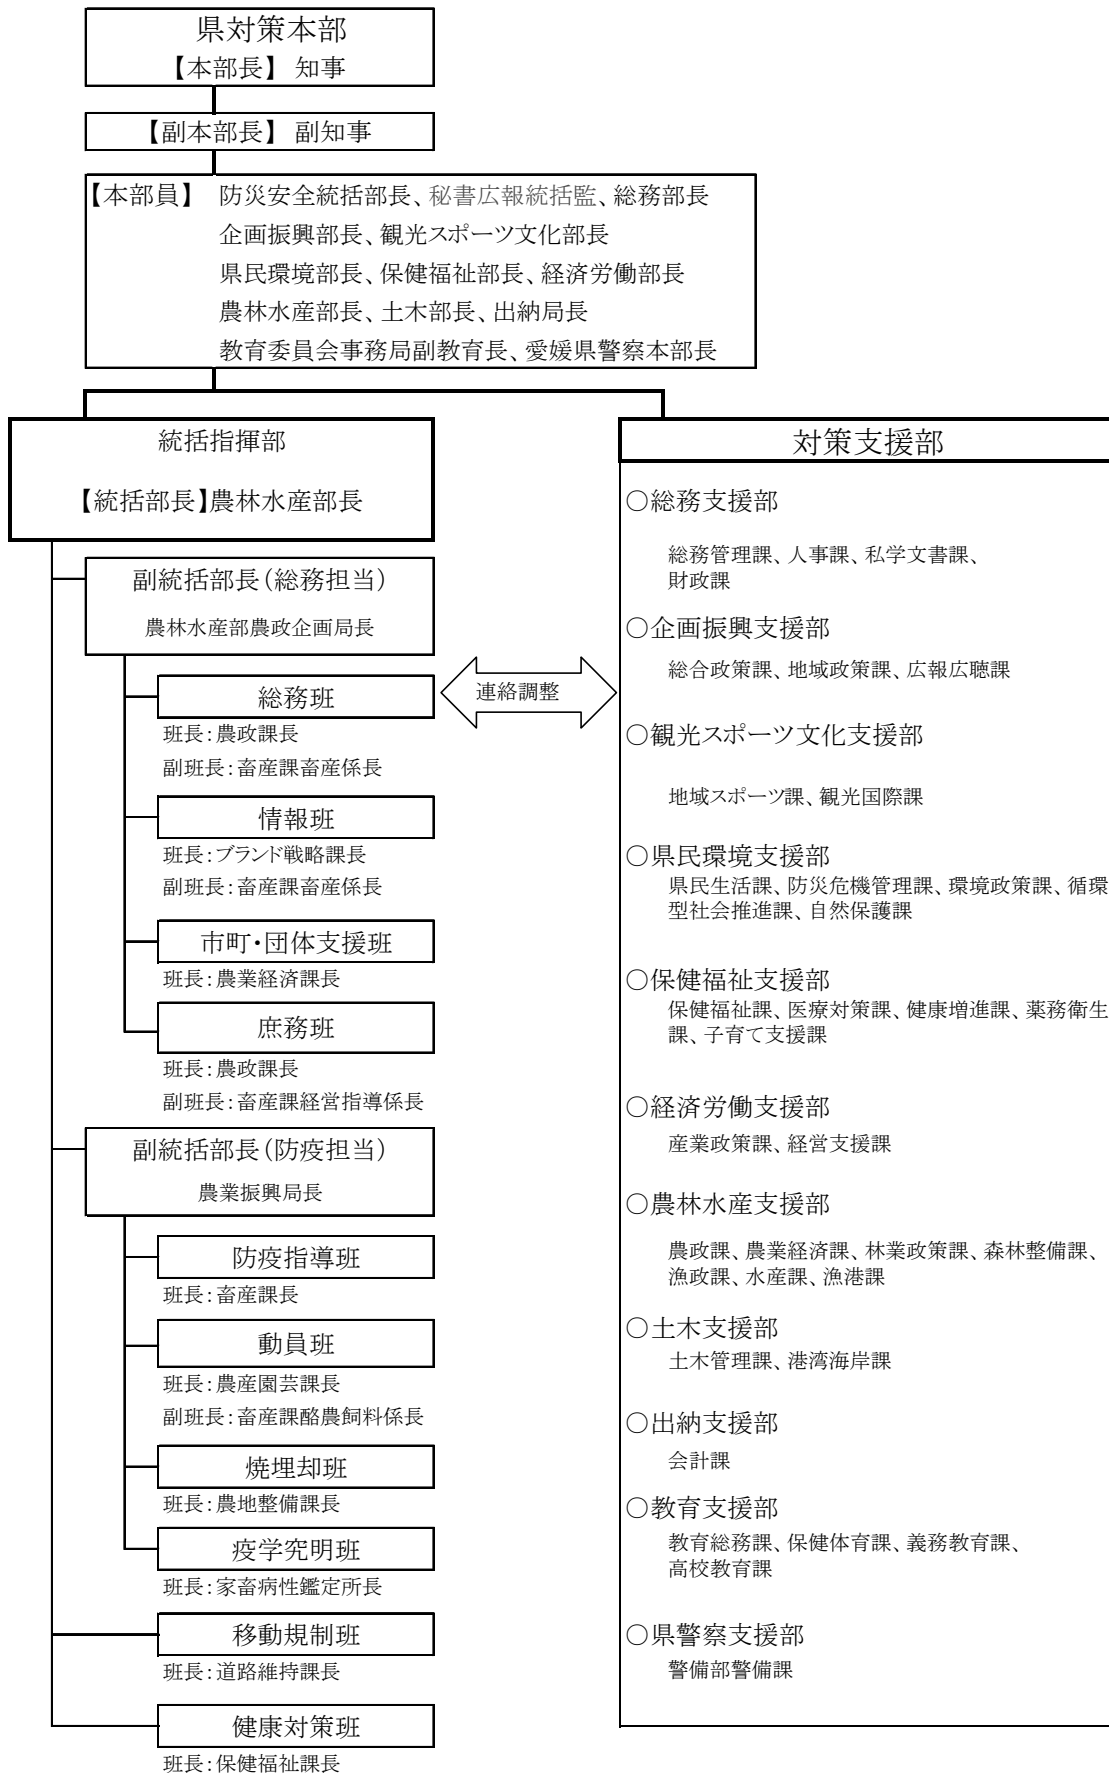 県対策本部
【本部長】 知事
【副本部長】 副知事
【本部員】 防災安全統括部長、秘書広報統括監、総務部長
企画振興部長、観光スポーツ文化部長
県民環境部長、保健福祉部長、経済労働部長
農林水産部長、土木部長、出納局長
教育委員会事務局副教育長、愛媛県警察本部長
統括指揮部
【統括部長】農林水産部長
副統括部長(総務担当)
農林水産部農政企画局長
総務班
班長：農政課長
副班長：畜産課畜産係長
情報班
班長：ブランド戦略課長
副班長：畜産課畜産係長
市町・団体支援班
班長：農業経済課長
庶務班
班長：農政課長
副班長：畜産課経営指導係長
副統括部長(防疫担当)
農業振興局長
防疫指導班
班長：畜産課長
動員班
班長：農産園芸課長
副班長：畜産課酪農飼料係長
焼埋却班
班長：農地整備課長
疫学究明班
班長：家畜病性鑑定所長
移動規制班
班長：道路維持課長
健康対策班
班長：保健福祉課長
連絡調整
対策支援部
○総務支援部
総務管理課、人事課、私学文書課、
財政課
○企画振興支援部
総合政策課、地域政策課、広報広聴課
○観光スポーツ文化支援部
地域スポーツ課、観光国際課
○県民環境支援部
県民生活課、防災危機管理課、環境政策課、循環
型社会推進課、自然保護課
○保健福祉支援部
保健福祉課、医療対策課、健康増進課、薬務衛生
課、子育て支援課
○経済労働支援部
産業政策課、経営支援課
○農林水産支援部
農政課、農業経済課、林業政策課、森林整備課、
漁政課、水産課、漁港課
○土木支援部
土木管理課、港湾海岸課
○出納支援部
会計課
○教育支援部
教育総務課、保健体育課、義務教育課、
高校教育課
○県警察支援部
警備部警備課